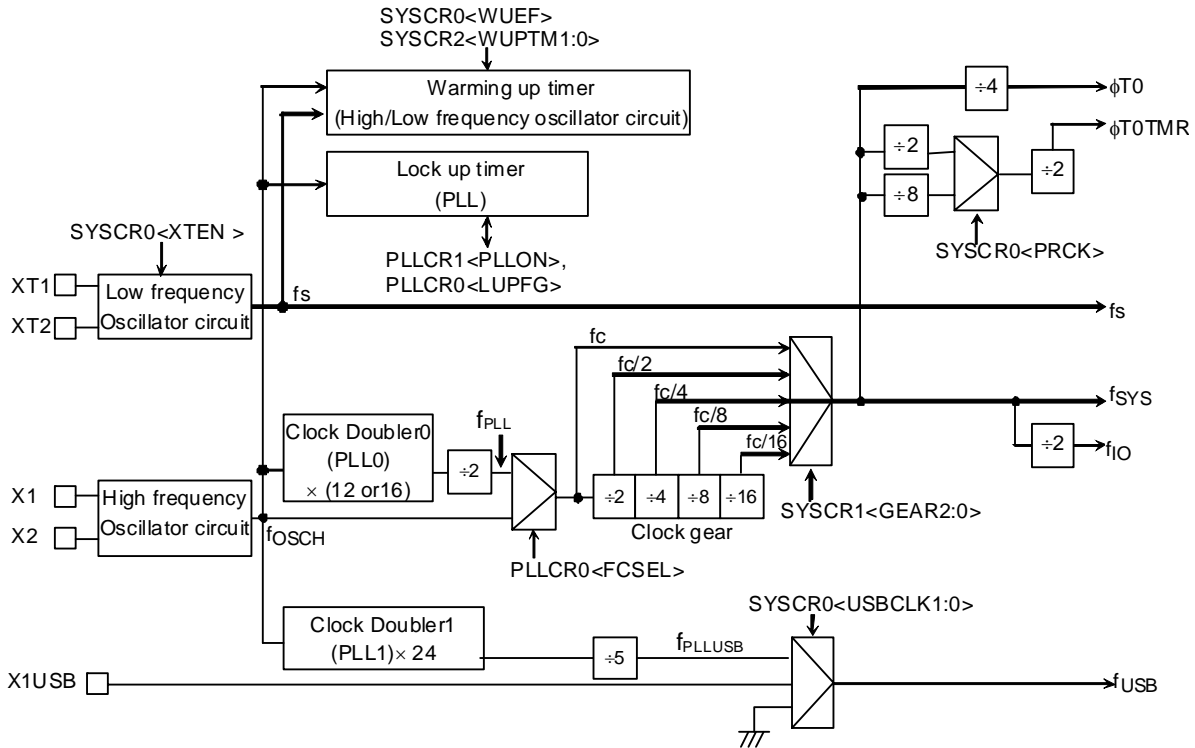 SYSCR0<WUEF>
SYSCR2<WUPTM1:0>
Warming up timer
(High/Low frequency oscillator circuit)
Lock up timer
(PLL)
PLLCR1<PLLON>,
PLLCR0<LUPFG>
÷4
ϕT0
ϕT0TMR
÷2
÷8
÷2
SYSCR0<PRCK>
SYSCR0<XTEN >
XT1
XT2
Low frequency
Oscillator circuit
fs
fs
fc
fc/2
fc/4
fc/8
fc/16
fSYS
÷2
fIO
Clock Doubler0
(PLL0)
× (12 or16)
÷2
fPLL
÷2
÷4
÷8
÷16
Clock gear
SYSCR1<GEAR2:0>
X1
X2
High frequency
Oscillator circuit
fOSCH
PLLCR0<FCSEL>
SYSCR0<USBCLK1:0>
Clock Doubler1
(PLL1)× 24
÷5
fPLLUSB
X1USB
fUSB